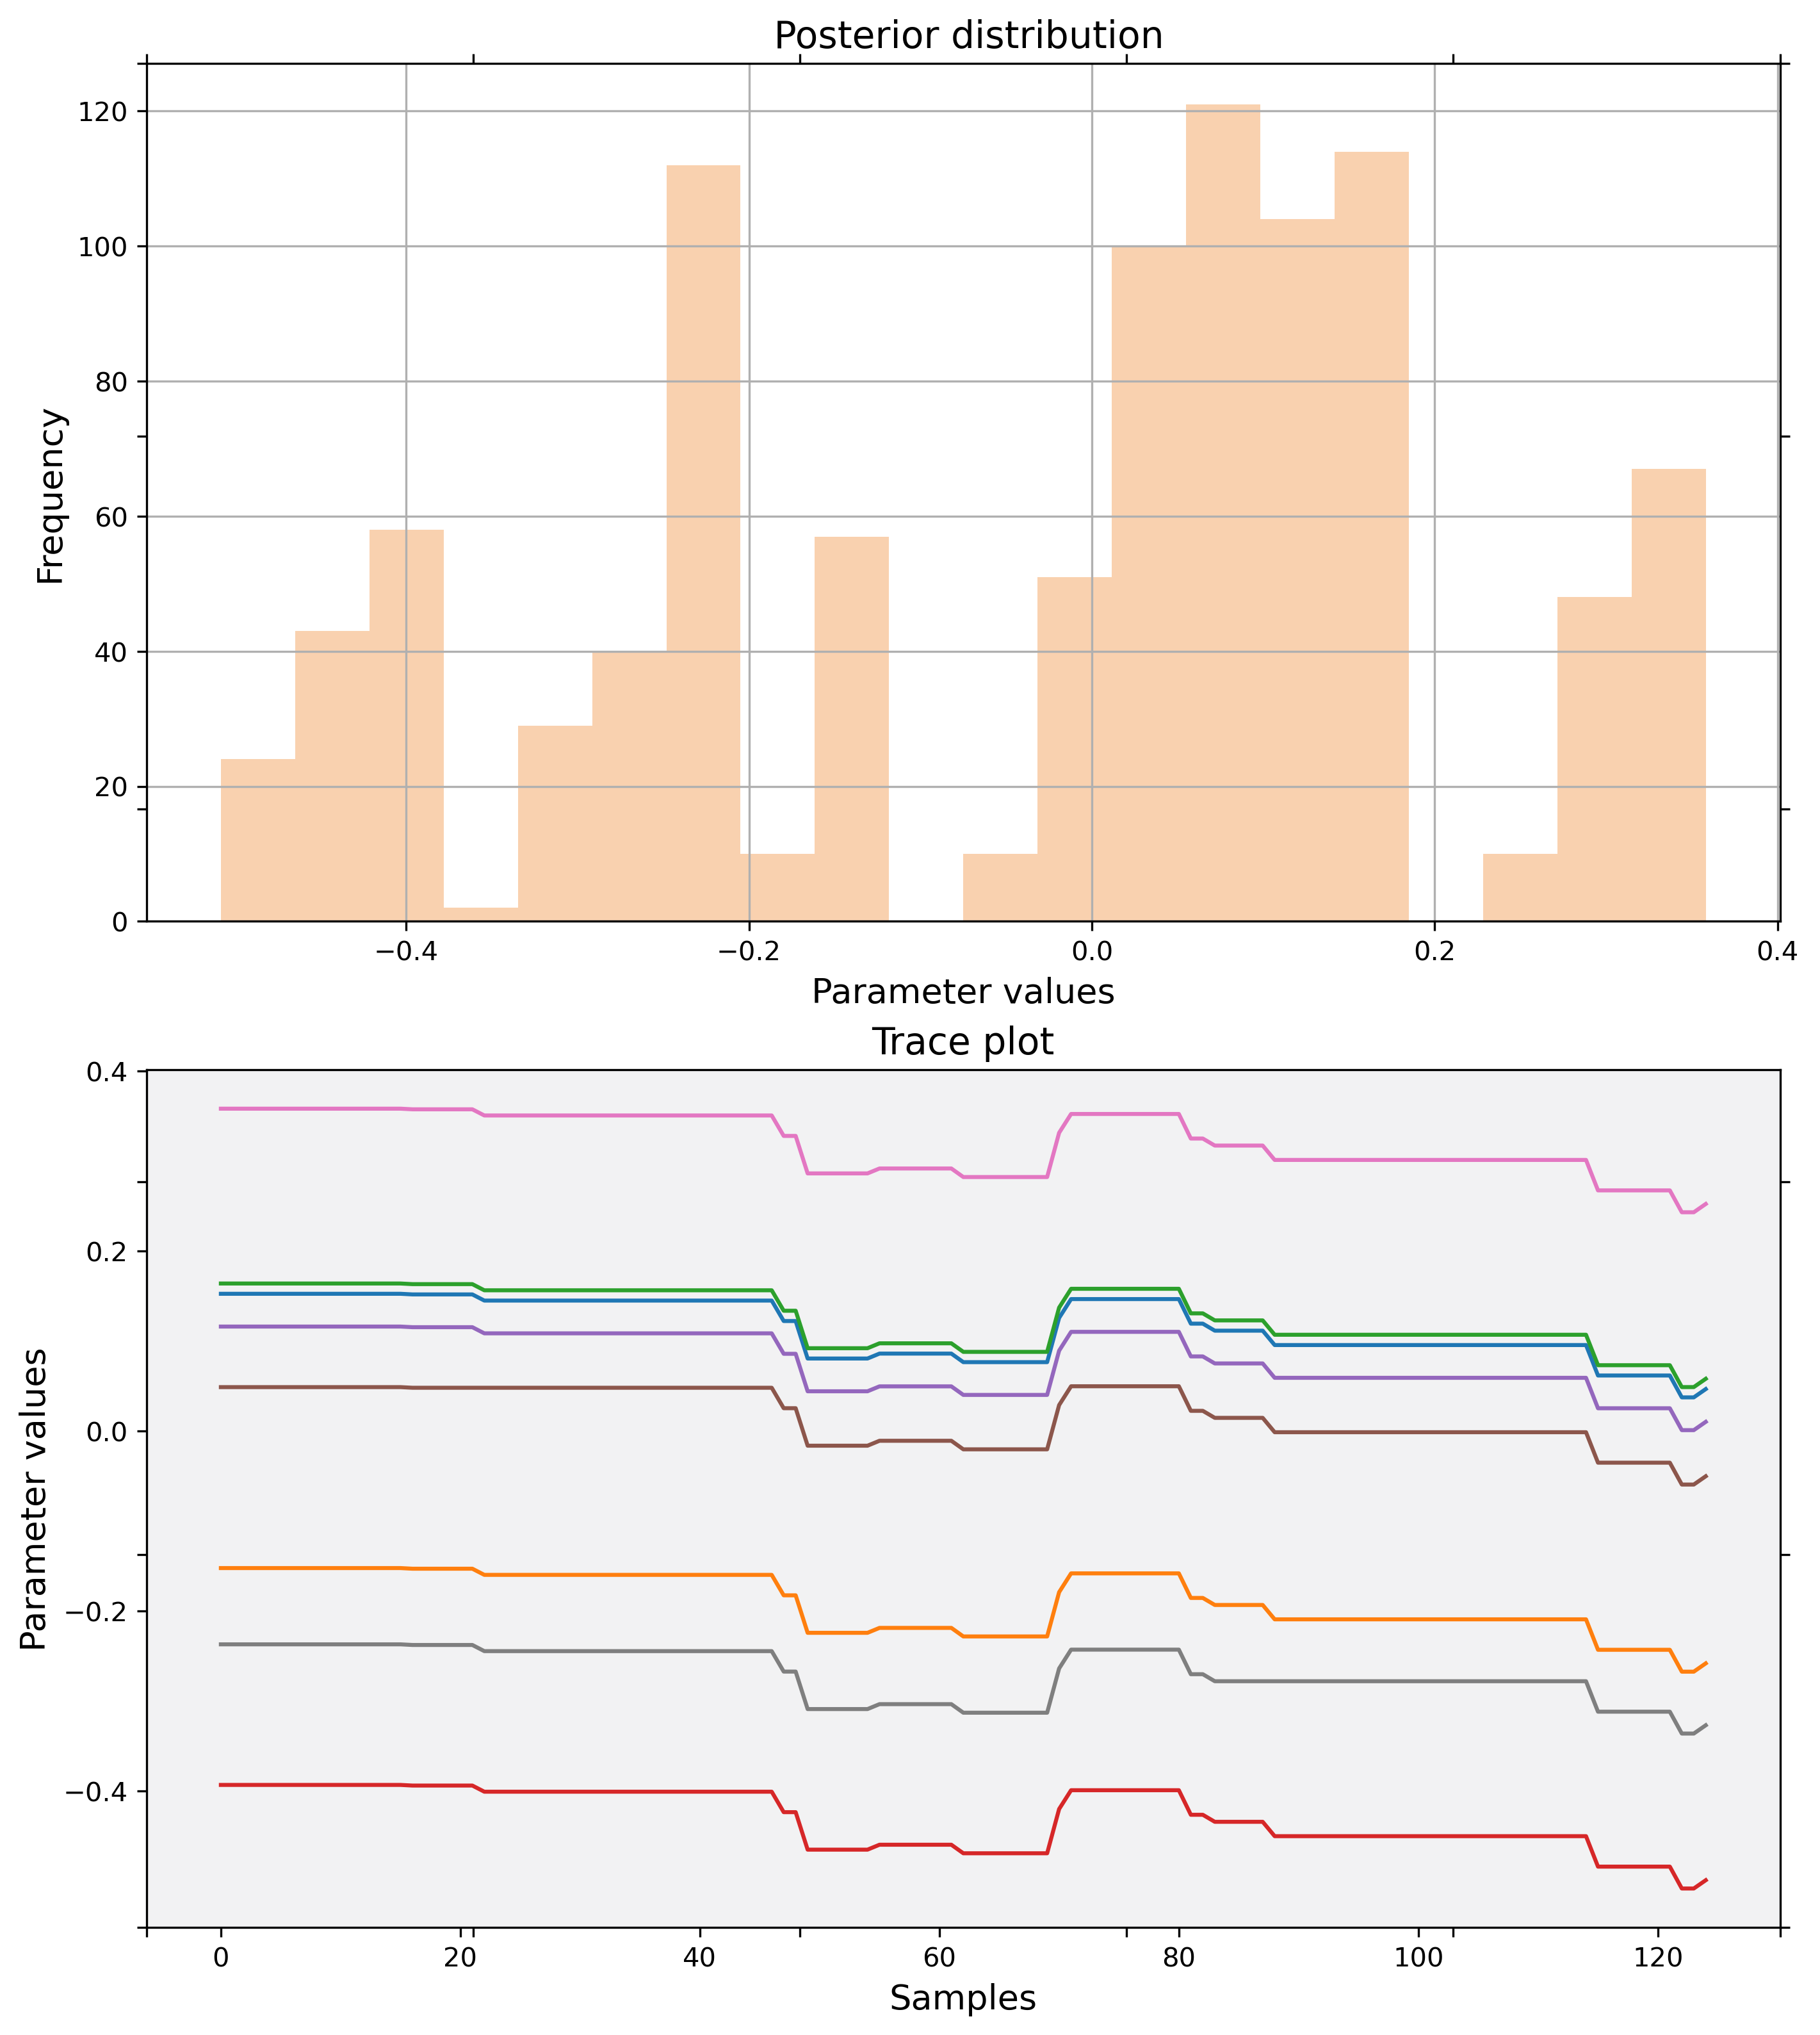 Posterior distribution
120
100
80
60
40
20
0
Frequency
−0.4 −0.2 0.0 0.2 0.4
Parameter values
Trace plot
0.4
0.2
0.0
−0.2
−0.4
Parameter values
0 20 40 60 80 100 120
Samples